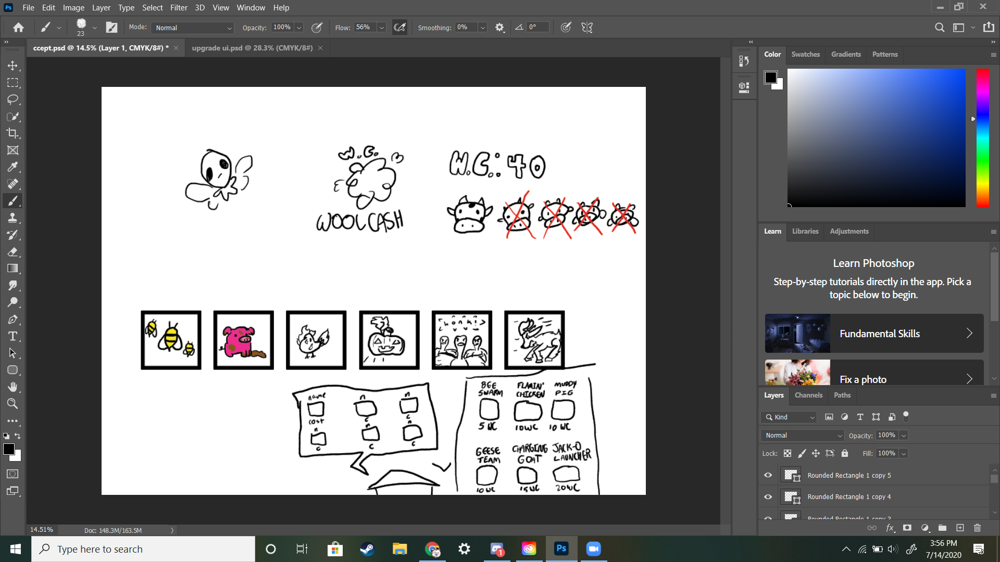 Ps File Edit Image Layer Type Select Filter 3D View Window Help
23 Mode: Normal Opacity: 100% Flow: 56% Smoothing: 0% 0°
ccept.psd @ 14.5% (Layer 1, CMYK/8#) * × upgrade ui.psd @ 28.3% (CMYK/8#) ×
Color Swatches Gradients Patterns
W.C.
WOOLCASH
W.C.: 40
Learn Libraries Adjustments
Learn Photoshop
Step-by-step tutorials directly in the app. Pick a
topic below to begin.
Fundamental Skills
Fix a photo
honk!
name n n
cost c c
n n n
c c c
BEE
SWARM
5 WC
FLAMIN'
CHICKEN
10WC
MUDDY
PIG
10 WC
GEESE
TEAM
10WC
CHARGING
GOAT
15WC
JACK-O
LAUNCHER
20WC
Layers Channels Paths
Kind
Normal Opacity: 100%
Lock: Fill: 100%
Rounded Rectangle 1 copy 5
Rounded Rectangle 1 copy 4
Rounded Rectangle 1 copy 3
14.51% Doc: 148.3M/163.5M
Type here to search
1
Ps
3:56 PM
7/14/2020